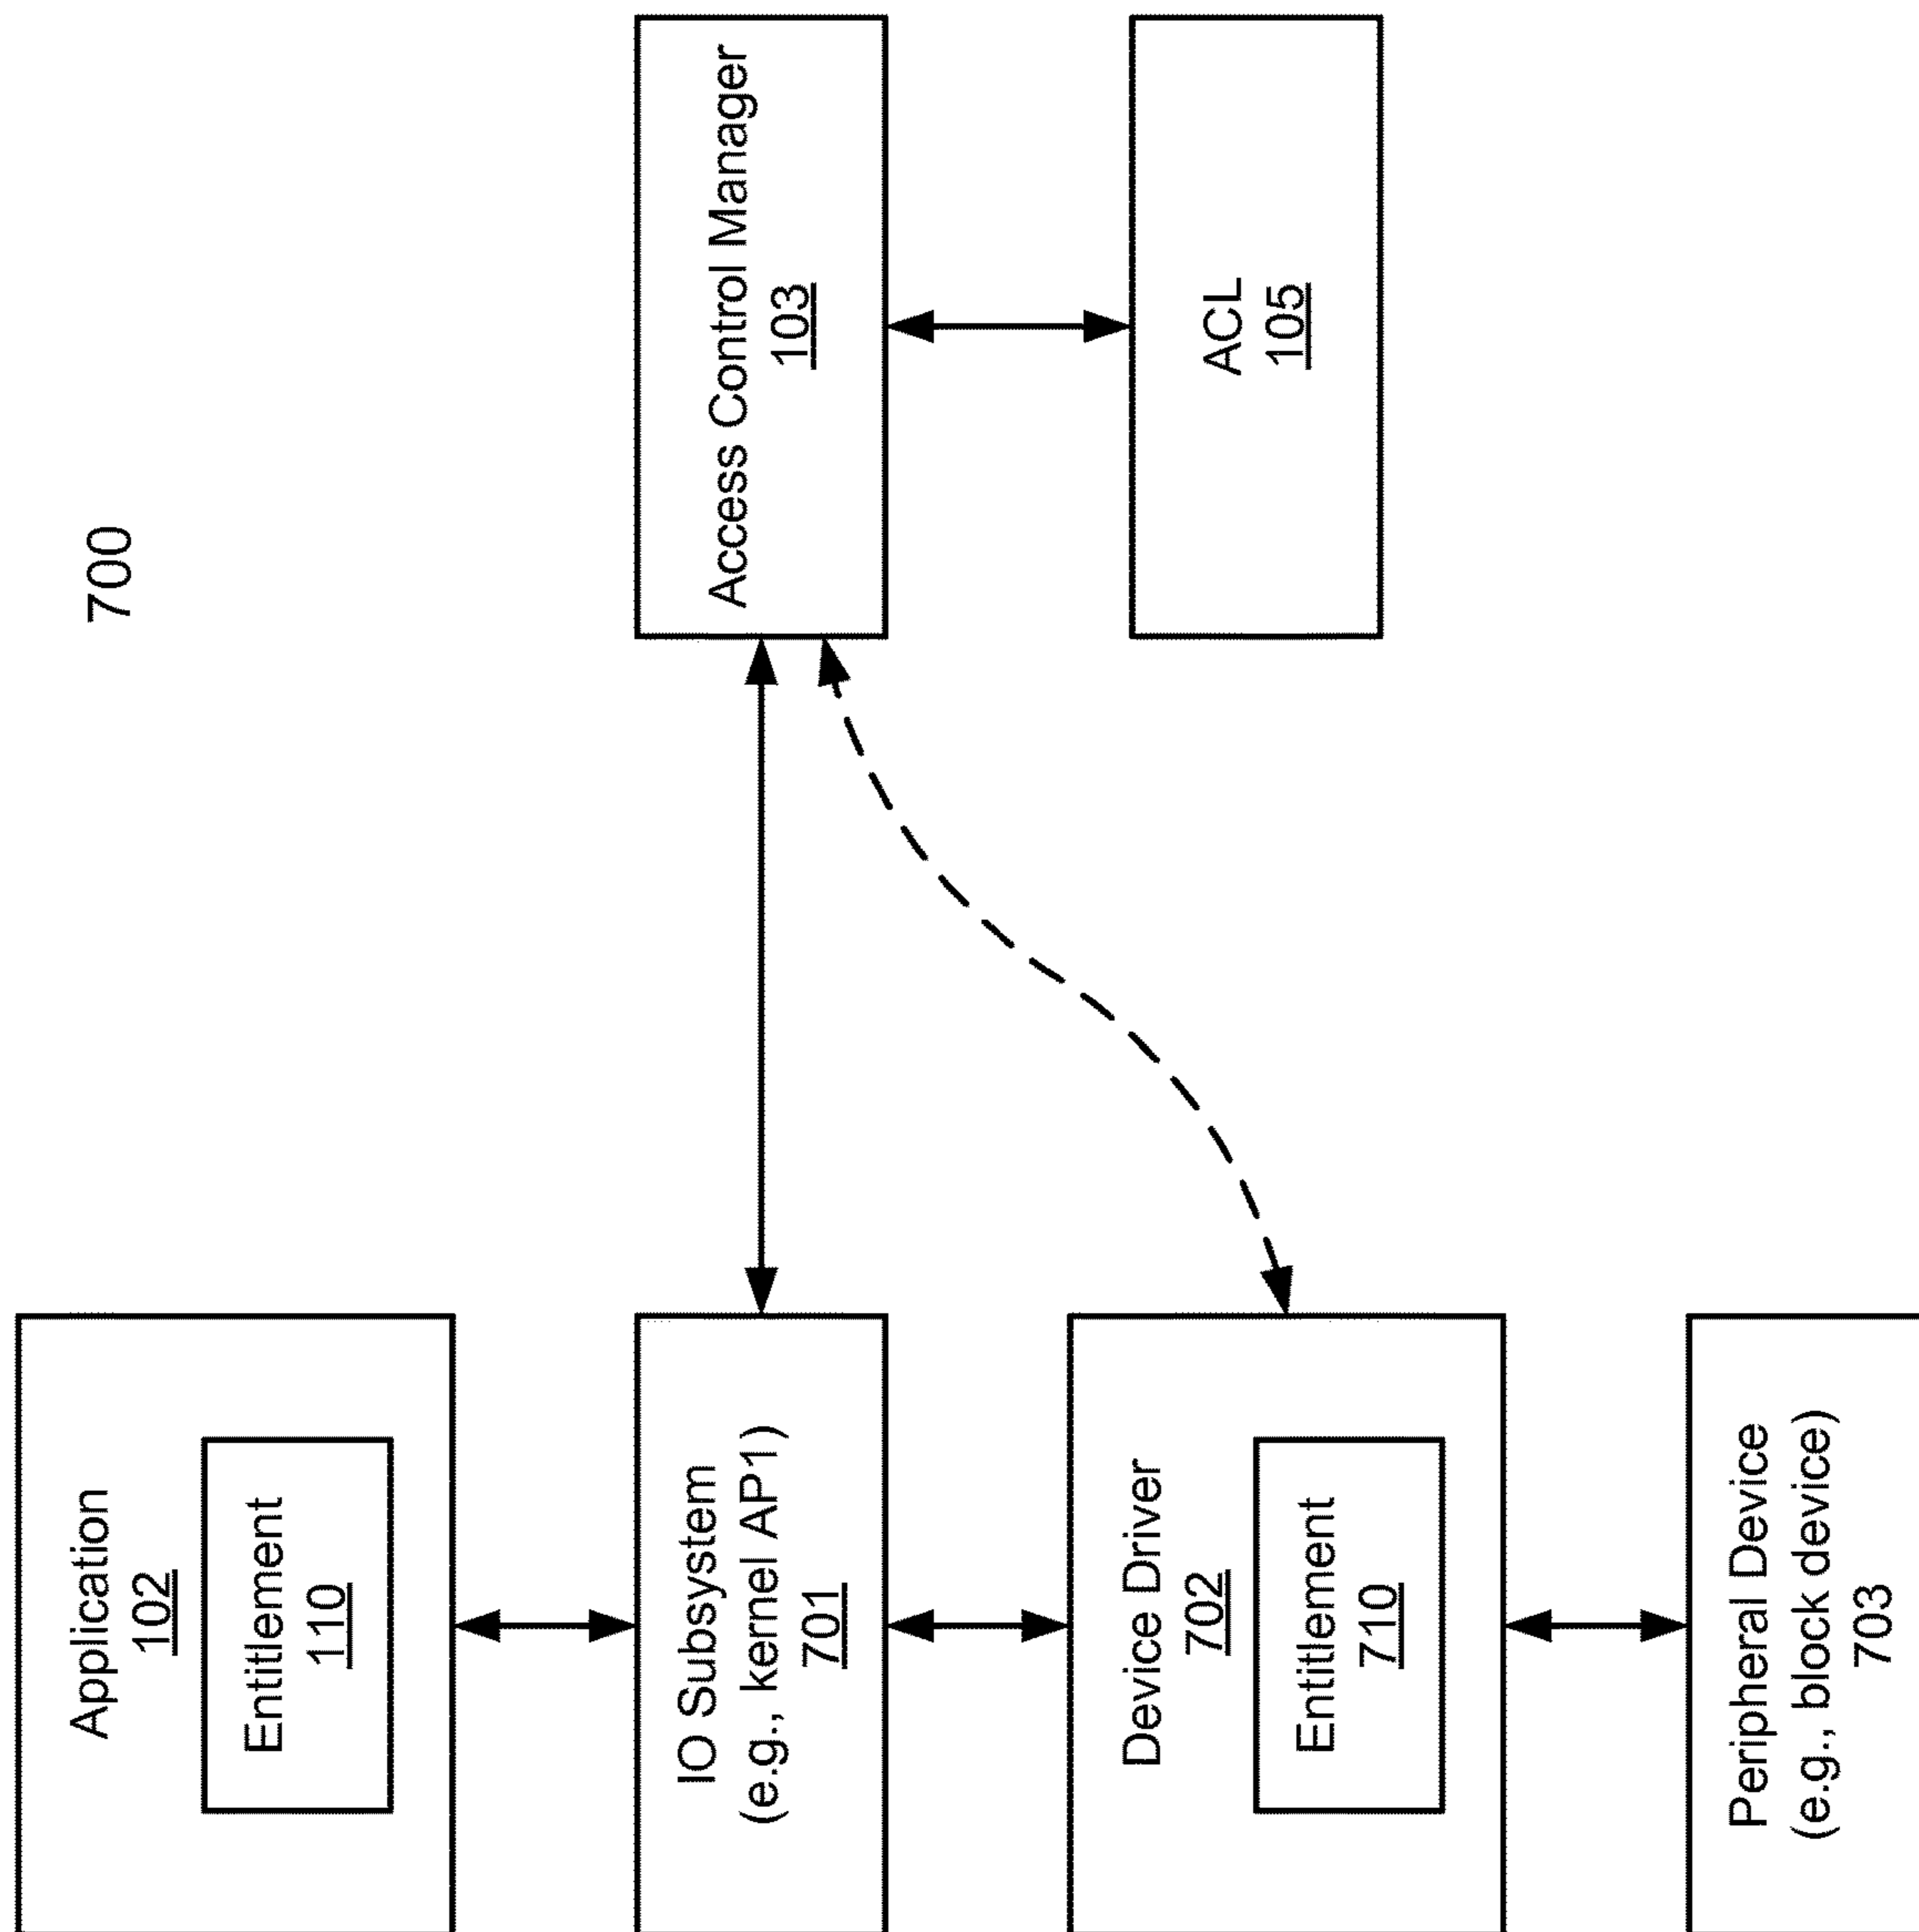 Application
102
Entitlement
110
700
IO Subsystem
(e.g., kernel AP1)
701
Access Control Manager
103
Device Driver
702
Entitlement
710
ACL
105
Peripheral Device
(e.g., block device)
703